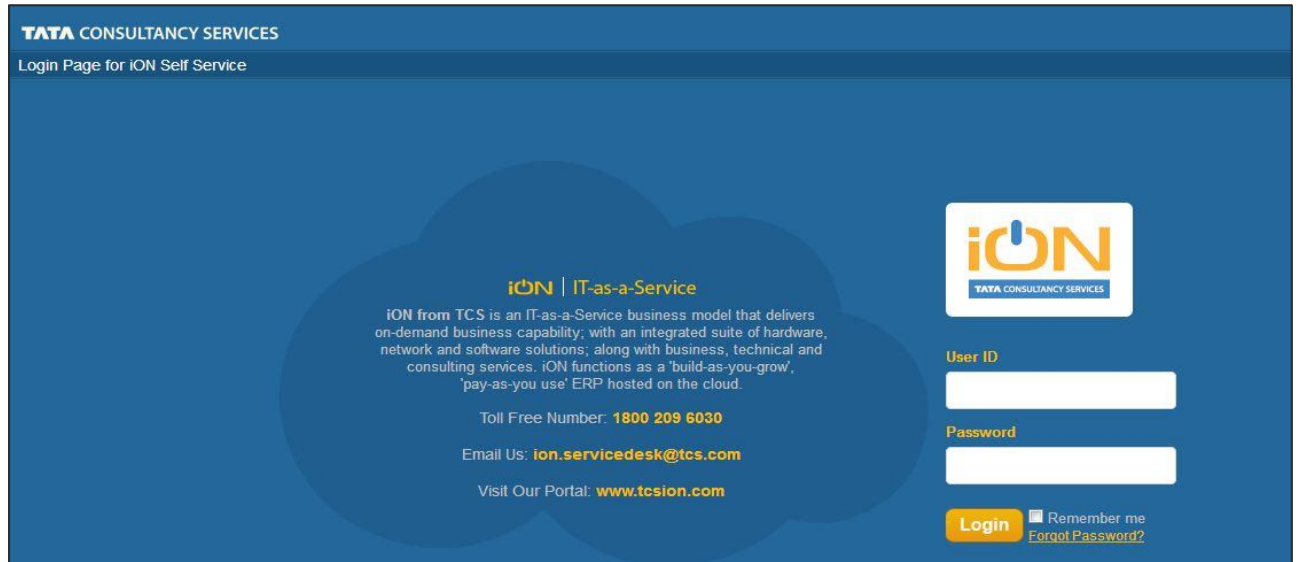 TATA CONSULTANCY SERVICES
Login Page for iON Self Service
iON | IT-as-a-Service
iON from TCS is an IT-as-a-Service business model that delivers
on-demand business capability; with an integrated suite of hardware,
network and software solutions; along with business, technical and
consulting services. iON functions as a 'build-as-you-grow',
'pay-as-you use' ERP hosted on the cloud.
Toll Free Number: 1800 209 6030
Email Us: ion.servicedesk@tcs.com
Visit Our Portal: www.tcsion.com
iON
TATA CONSULTANCY SERVICES
User ID
Password
Login
Remember me
Forgot Password?